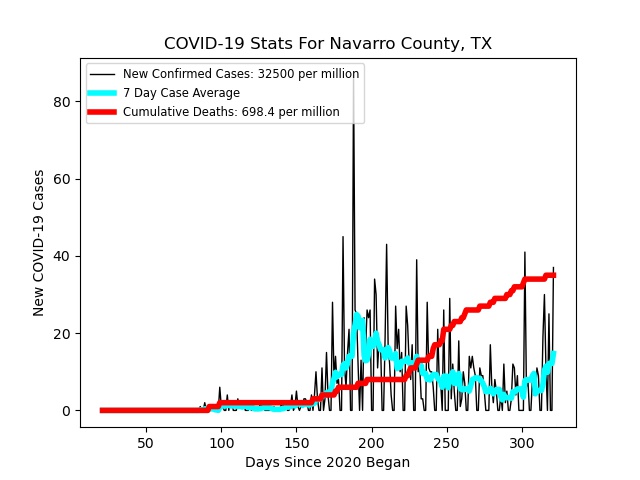 COVID-19 Stats For Navarro County, TX
New Confirmed Cases: 32500 per million
7 Day Case Average
Cumulative Deaths: 698.4 per million
New COVID-19 Cases
80
60
40
20
0
50 100 150 200 250 300
Days Since 2020 Began